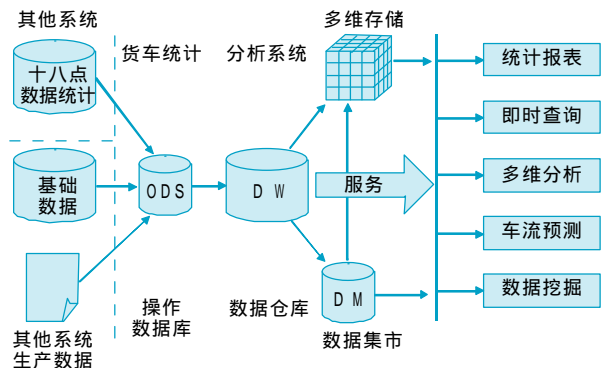 其他系统
货车统计
分析系统
多维存储
十八点
数据统计
统计报表
即时查询
基础
数据
ODS
D W
服务
多维分析
车流预测
数据挖掘
D M
操作
数据库
数据仓库
数据集市
其他系统
生产数据